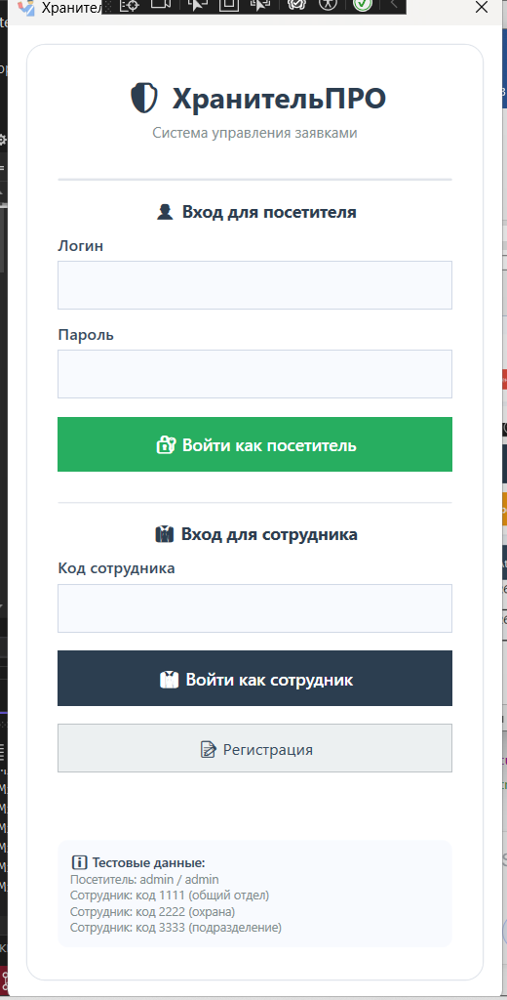 Хранител
ХранительПРО
Система управления заявками
Вход для посетителя
Логин
Пароль
Войти как посетитель
Вход для сотрудника
Код сотрудника
Войти как сотрудник
Регистрация
Тестовые данные:
Посетитель: admin / admin
Сотрудник: код 1111 (общий отдел)
Сотрудник: код 2222 (охрана)
Сотрудник: код 3333 (подразделение)